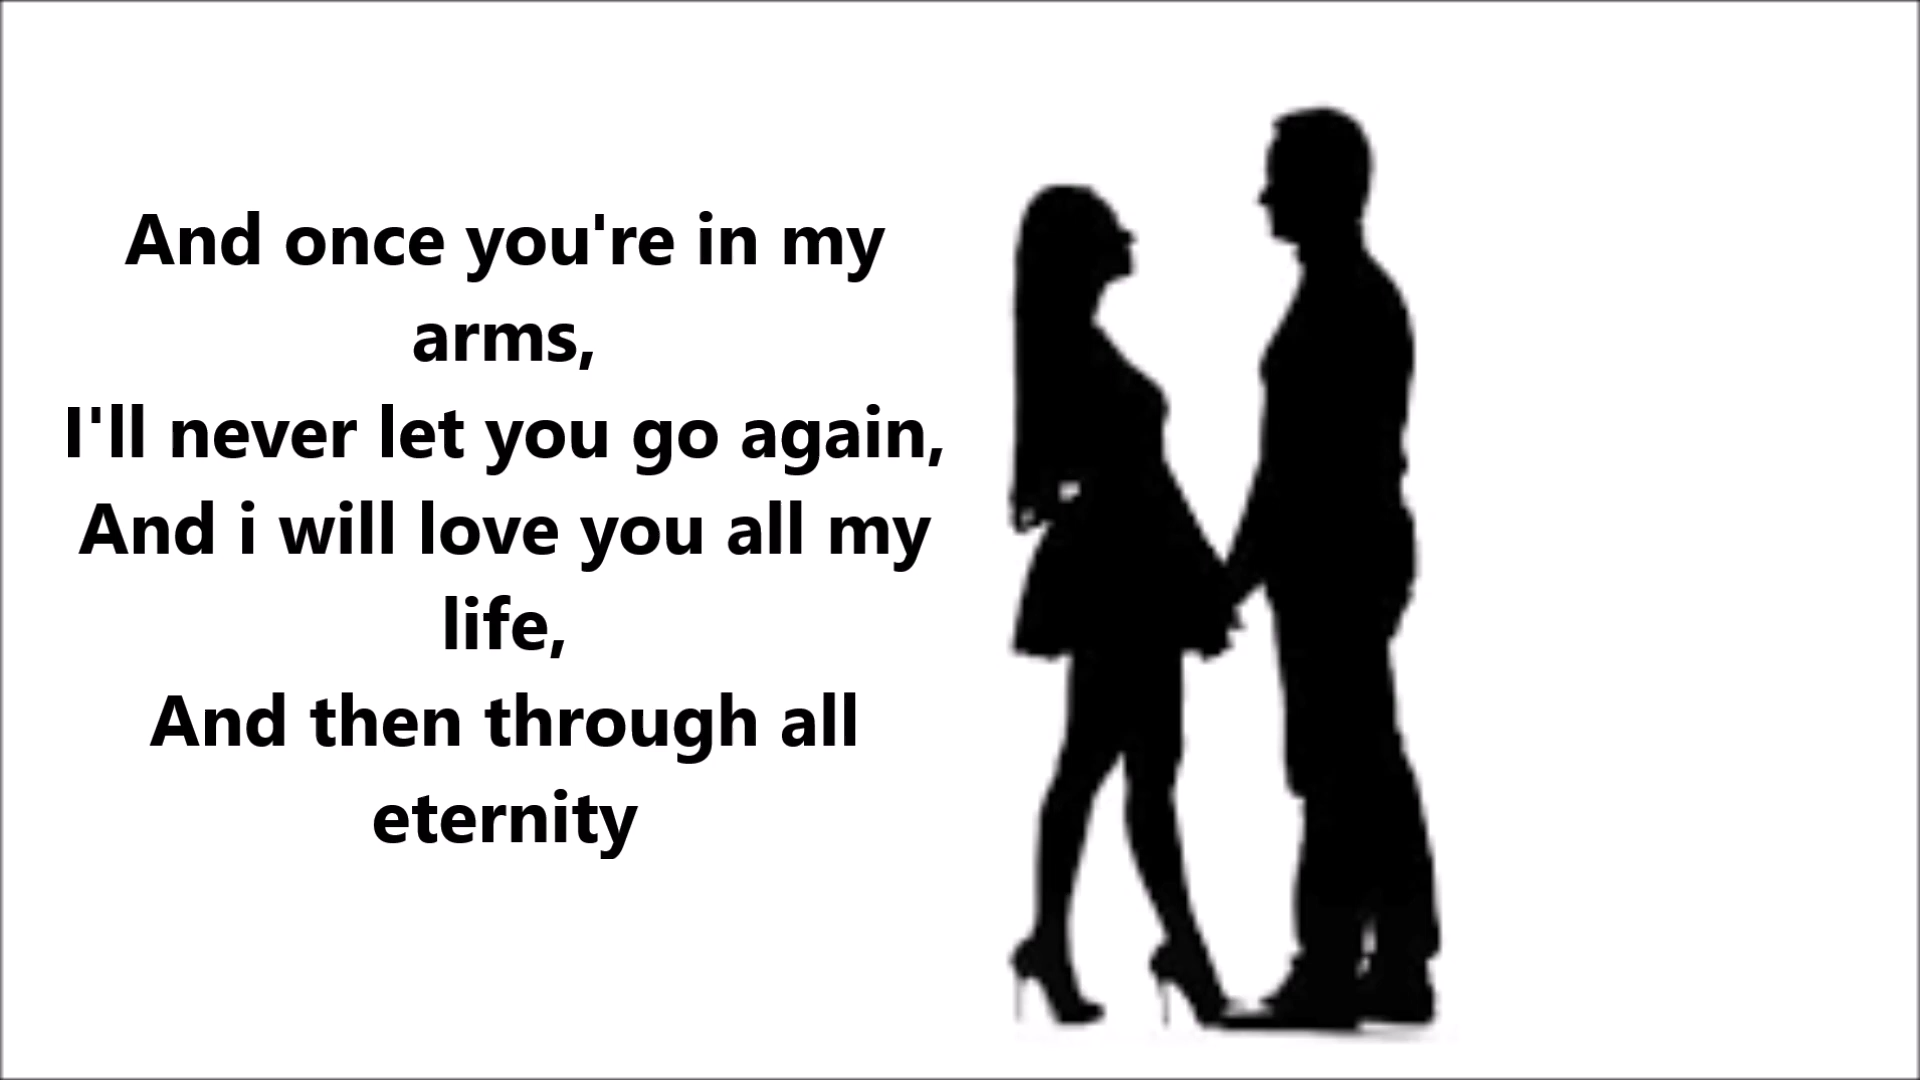 And once you're in my
arms,
I'll never let you go again,
And i will love you all my
life,
And then through all
eternity